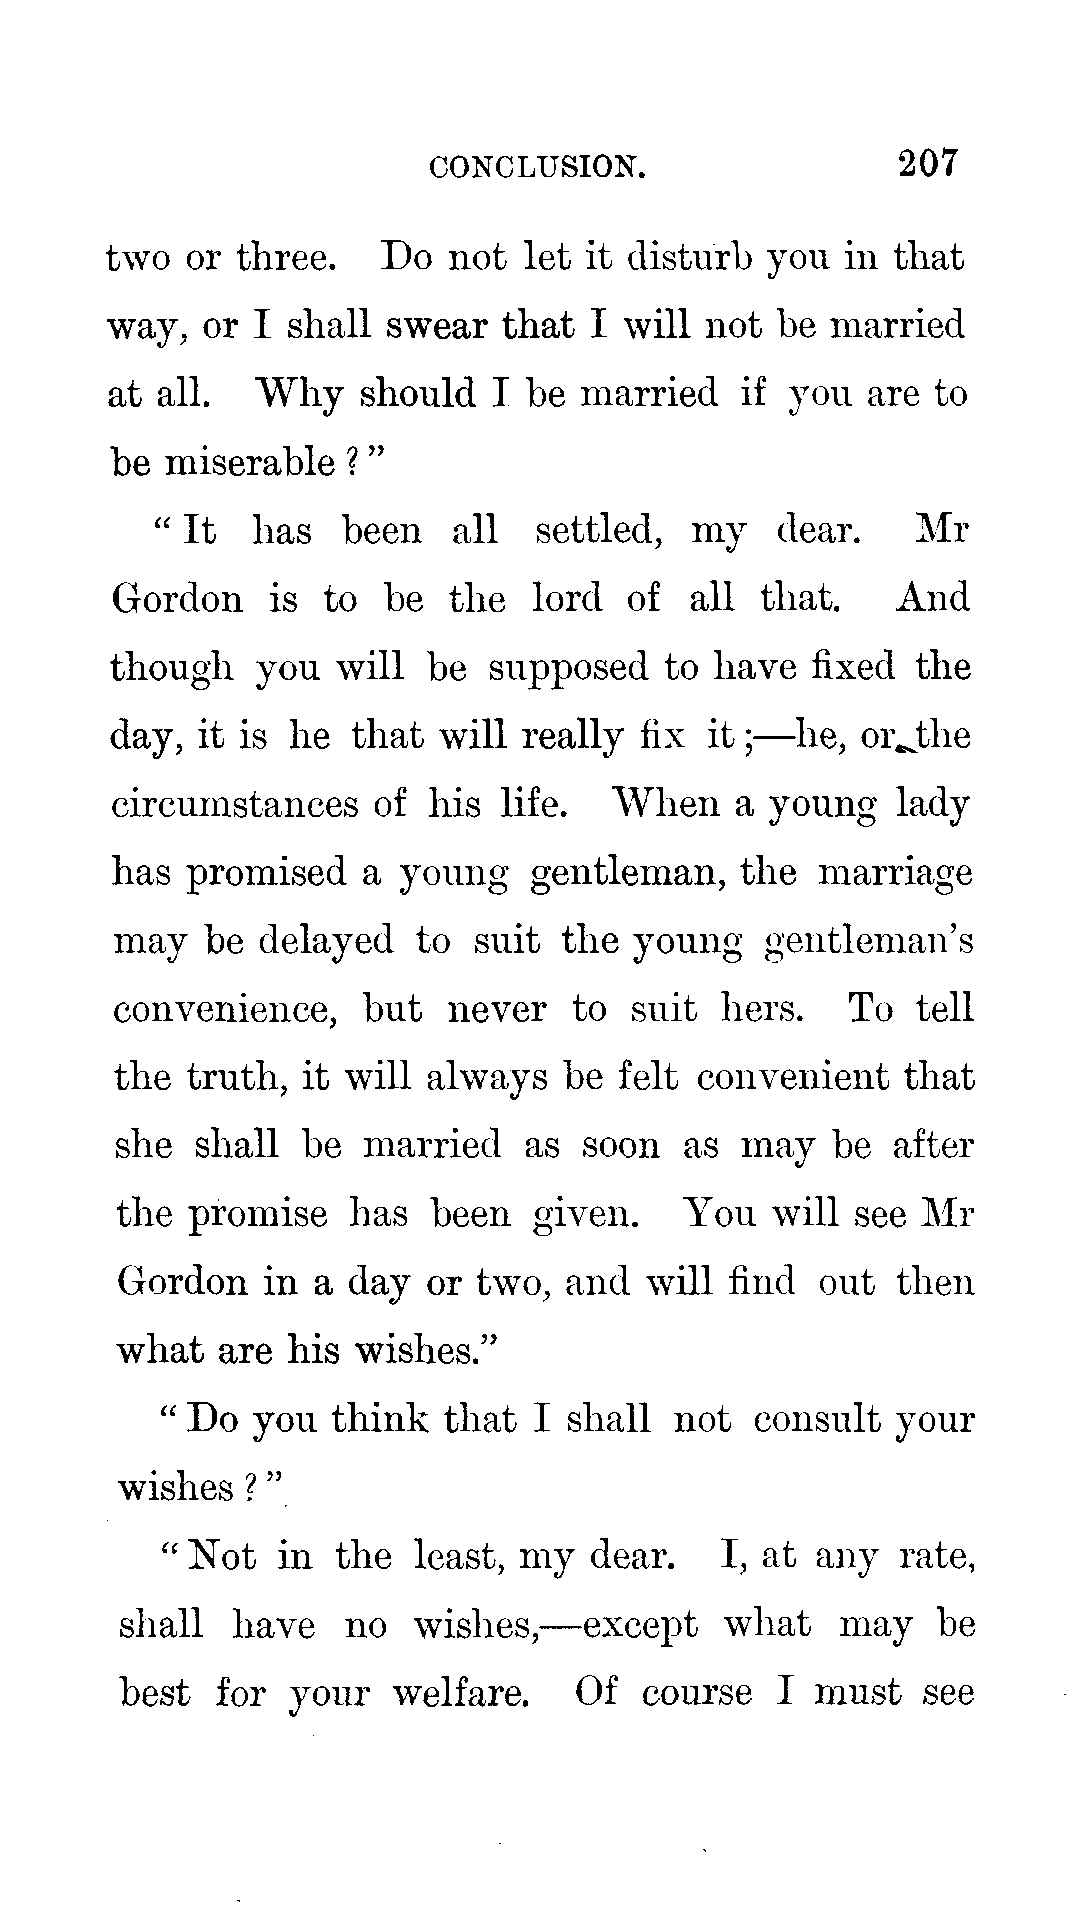 CONCLUSION. 207
two or three. Do not let it disturb you in that
way, or I shall swear that I will not be married
at all. Why should I be married if you are to
be miserable ? ”
“ It has been all settled, my dear. Mr
Gordon is to be the lord of all that. And
though you will be supposed to have fixed the
day, it is he that will really fix it ;—he, or the
circumstances of his life. When a young lady
has promised a young gentleman, the marriage
may be delayed to suit the young gentleman’s
convenience, but never to suit hers. To tell
the truth, it will always be felt convenient that
she shall be married as soon as may be after
the promise has been given. You will see Mr
Gordon in a day or two, and will find out then
what are his wishes.”
“ Do you think that I shall not consult your
wishes ? ”
“ Not in the least, my dear. I, at any rate,
shall have no wishes,—except what may be
best for your welfare. Of course I must see